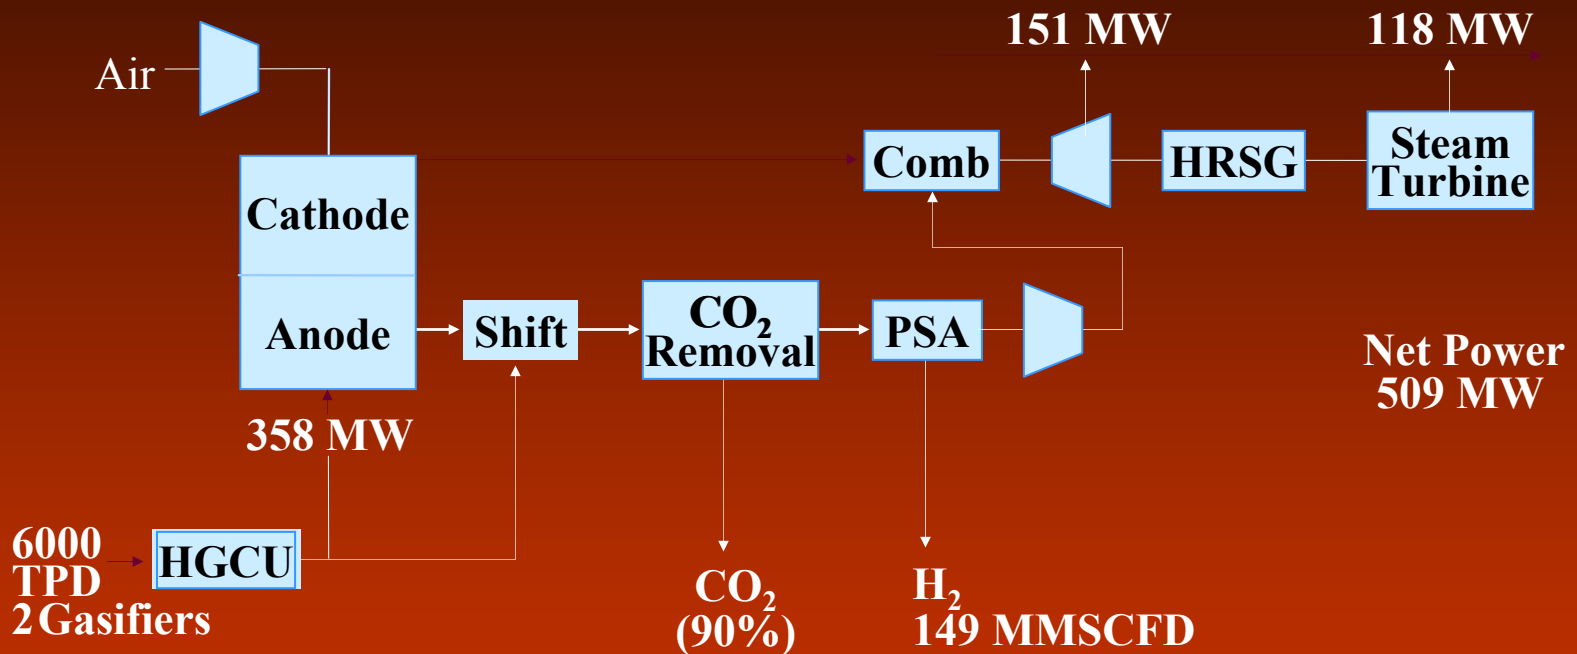 151 MW
118 MW
Air
Comb
HRSG
Steam
Turbine
Cathode
Anode
Shift
CO₂
Removal
PSA
Net Power
509 MW
358 MW
6000
TPD
2 Gasifiers
HGCU
CO₂
(90%)
H₂
149 MMSCFD